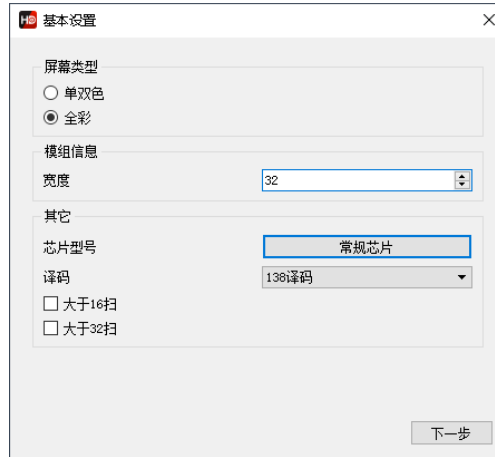 HD 基本设置
屏幕类型
单双色
全彩
模组信息
宽度 32
其它
芯片型号 常规芯片
译码 138译码
大于16扫
大于32扫
下一步